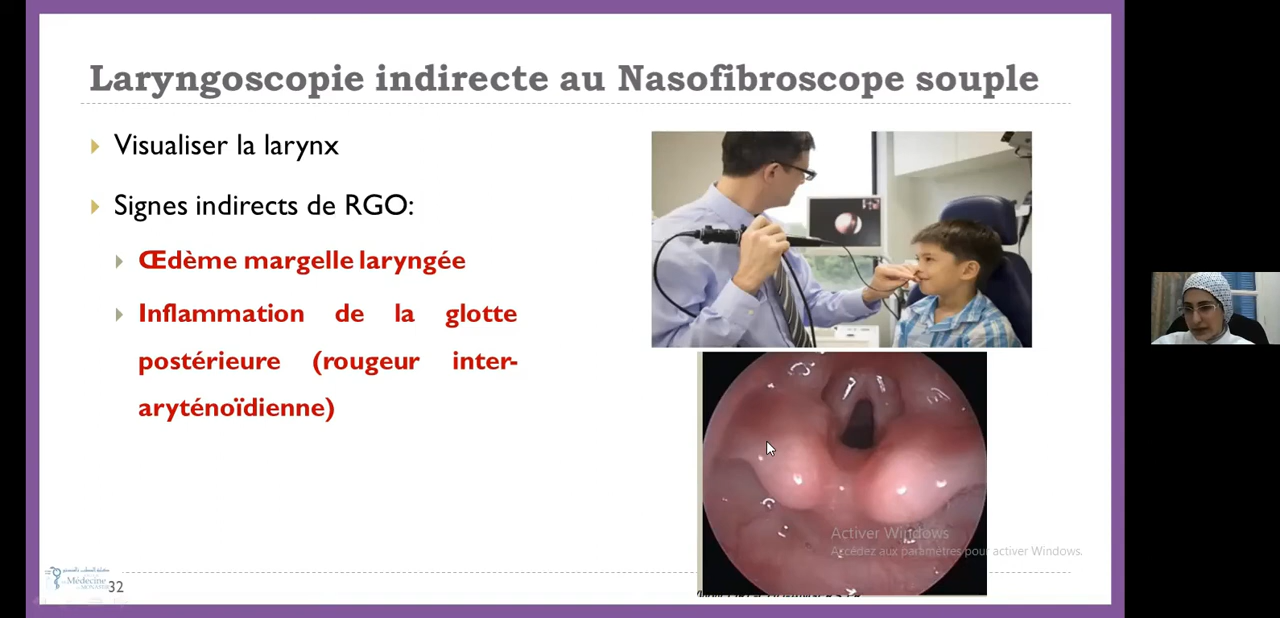 Laryngoscopie indirecte au Nasofibroscope souple
Visualiser la larynx
Signes indirects de RGO:
Œdème margelle laryngée
Inflammation de la glotte
postérieure (rougeur inter-
aryténoïdienne)
Activer Windows
Accédez aux paramètres pour activer Windows.
Médecine
32